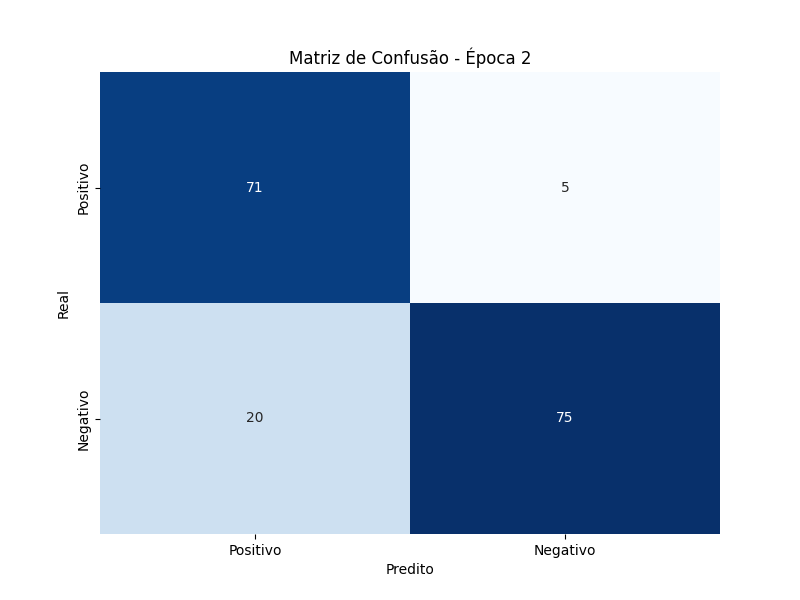 Matriz de Confusão - Época 2
Positivo
71
5
Real
Negativo
20
75
Positivo
Negativo
Predito